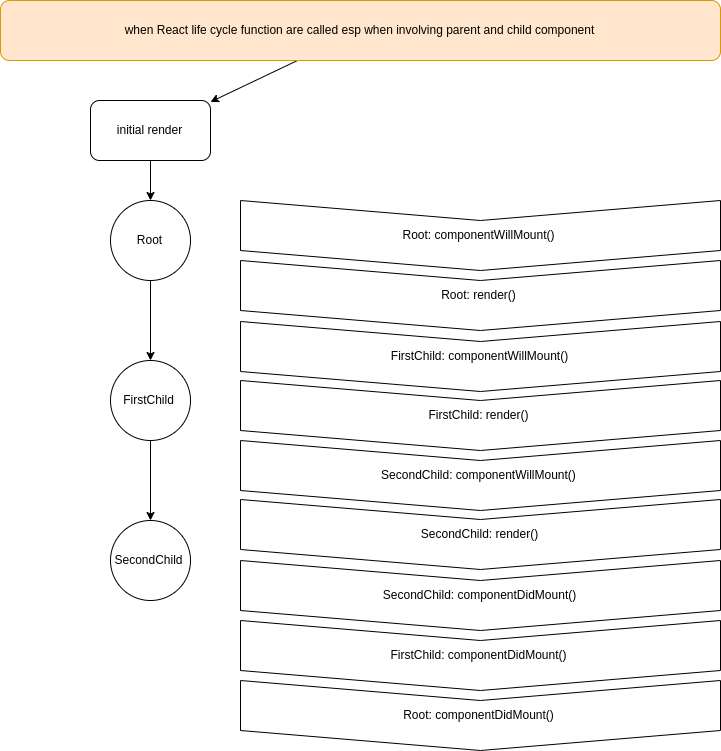 when React life cycle function are called esp when involving parent and child component
initial render
Root
FirstChild
SecondChild
Root: componentWillMount()
Root: render()
FirstChild: componentWillMount()
FirstChild: render()
SecondChild: componentWillMount()
SecondChild: render()
SecondChild: componentDidMount()
FirstChild: componentDidMount()
Root: componentDidMount()